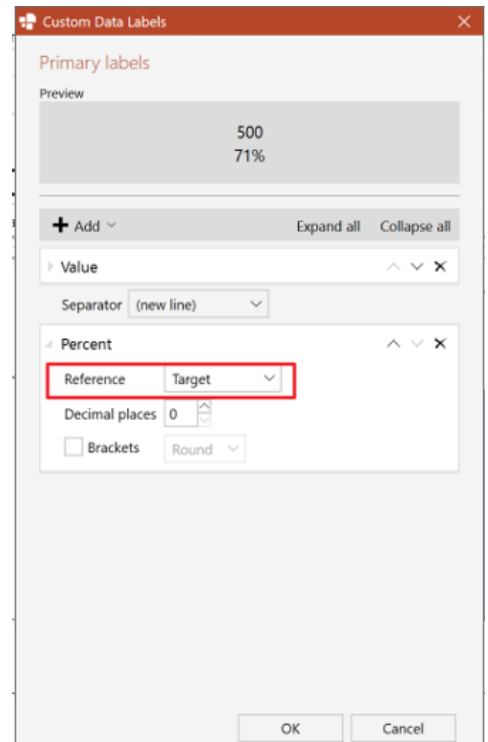 Custom Data Labels
Primary labels
Preview
500
71%
Add Expand all Collapse all
Value
Separator (new line)
Percent
Reference Target
Decimal places 0
Brackets Round
OK Cancel